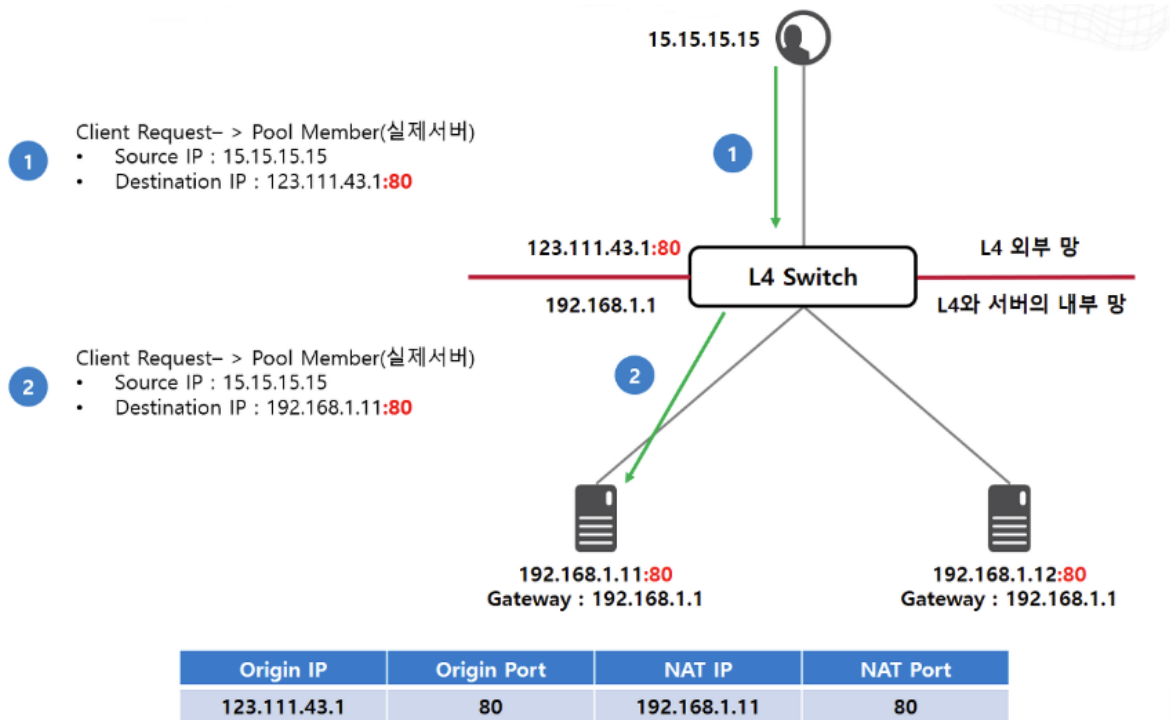 15.15.15.15
1
Client Request– > Pool Member(실제서버)
• Source IP : 15.15.15.15
• Destination IP : 123.111.43.1:80
1
123.111.43.1:80
L4 Switch
L4 외부 망
192.168.1.1
L4와 서버의 내부 망
2
Client Request– > Pool Member(실제서버)
• Source IP : 15.15.15.15
• Destination IP : 192.168.1.11:80
2
192.168.1.11:80
Gateway : 192.168.1.1
192.168.1.12:80
Gateway : 192.168.1.1
Origin IP Origin Port NAT IP NAT Port
123.111.43.1 80 192.168.1.11 80